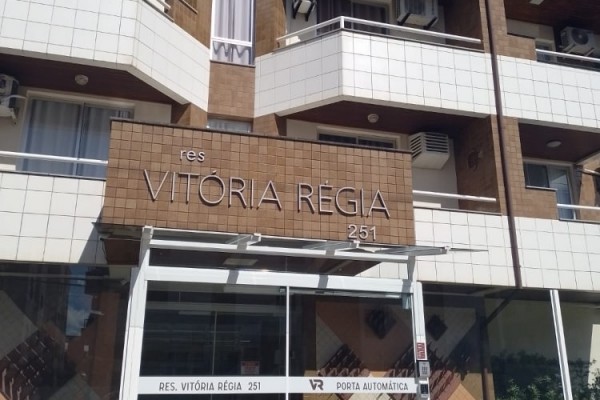 res
VITÓRIA RÉGIA
251
RES. VITÓRIA RÉGIA 251 VR PORTA AUTOMÁTICA